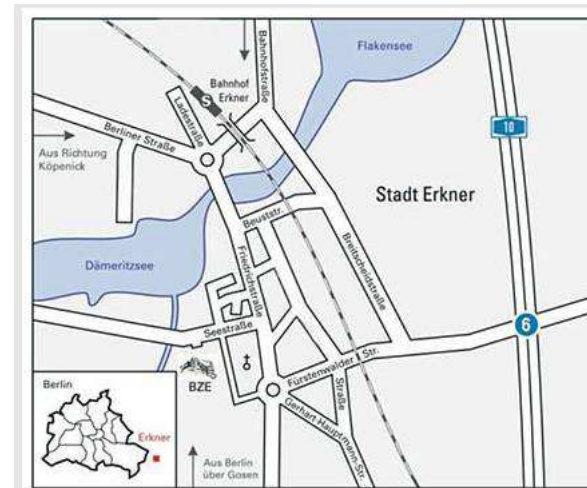 Flakensee
Bahnhofstraße
Bahnhof
Erkner
S
Ladestraße
Berliner Straße
10
Aus Richtung
Köpenick
Stadt Erkner
Beuststr.
Breitscheidstraße
Friedrichstraße
Dämeritzsee
Seestraße
6
BZE
Fürstenwalder Str.
Straße
Gerhart-Hauptmann-Str.
Berlin
Erkner
Aus Berlin
über Gosen